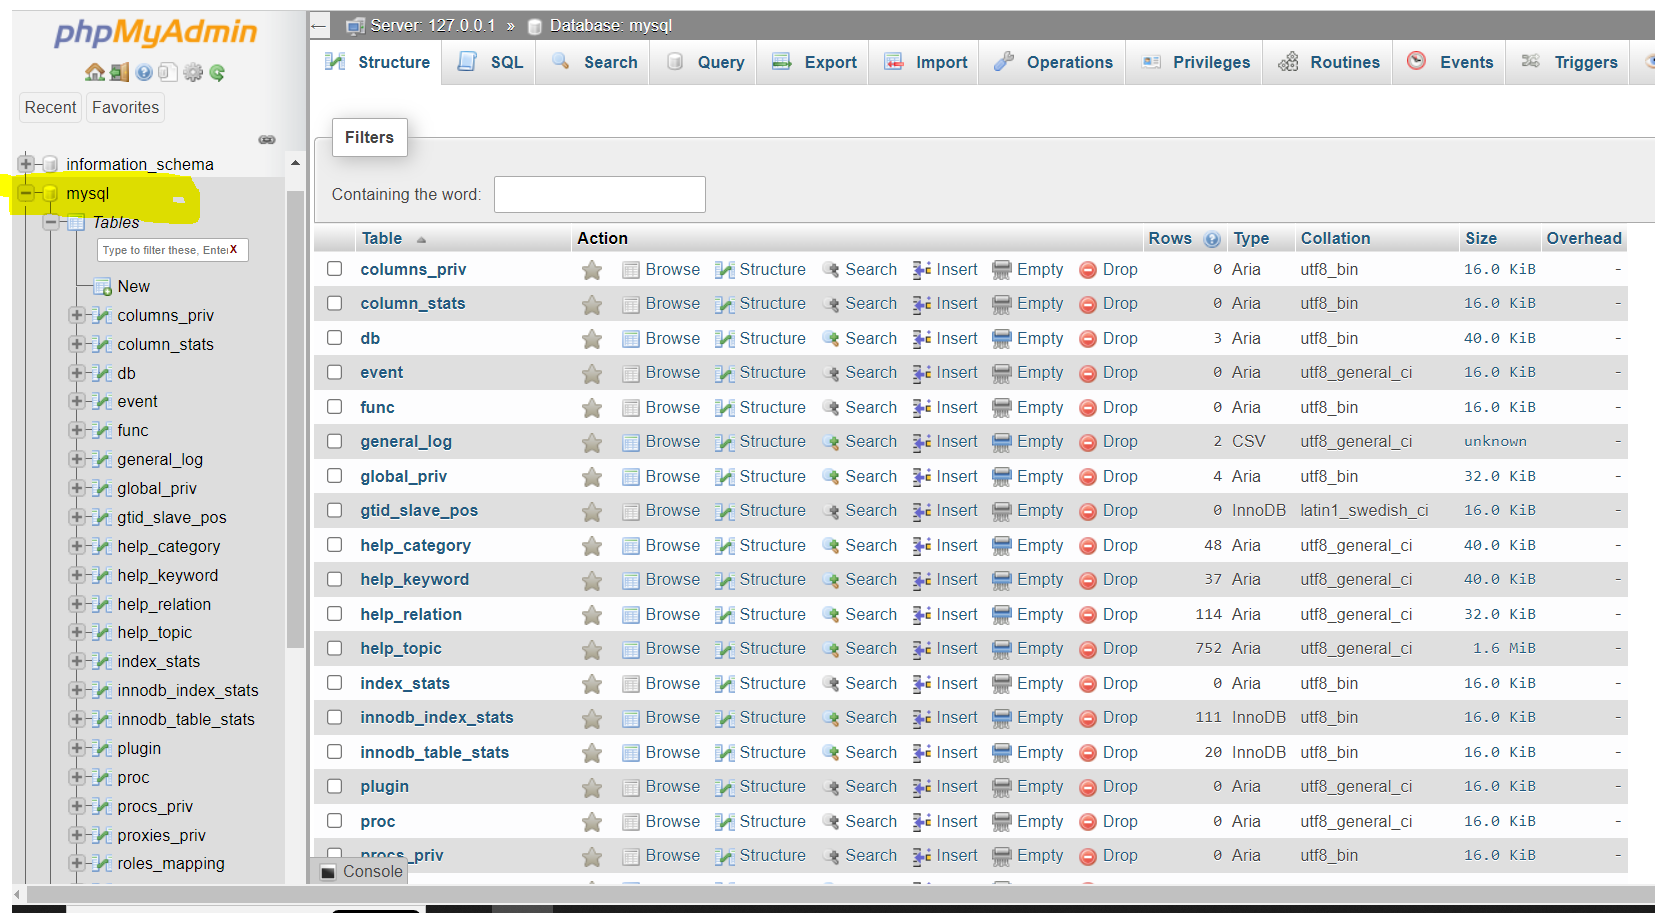 phpMyAdmin
Recent Favorites
information_schema
mysql
Tables
Type to filter these, Enter X
New
columns_priv
column_stats
db
event
func
general_log
global_priv
gtid_slave_pos
help_category
help_keyword
help_relation
help_topic
index_stats
innodb_index_stats
innodb_table_stats
plugin
proc
procs_priv
proxies_priv
roles_mapping
Server: 127.0.0.1 » Database: mysql
Structure SQL Search Query Export Import Operations Privileges Routines Events Triggers
Filters
Containing the word:
Table Action Rows Type Collation Size Overhead
columns_priv Browse Structure Search Insert Empty Drop 0 Aria utf8_bin 16.0 KiB -
column_stats Browse Structure Search Insert Empty Drop 0 Aria utf8_bin 16.0 KiB -
db Browse Structure Search Insert Empty Drop 3 Aria utf8_bin 40.0 KiB -
event Browse Structure Search Insert Empty Drop 0 Aria utf8_general_ci 16.0 KiB -
func Browse Structure Search Insert Empty Drop 0 Aria utf8_bin 16.0 KiB -
general_log Browse Structure Search Insert Empty Drop 2 CSV utf8_general_ci unknown -
global_priv Browse Structure Search Insert Empty Drop 4 Aria utf8_bin 32.0 KiB -
gtid_slave_pos Browse Structure Search Insert Empty Drop 0 InnoDB latin1_swedish_ci 16.0 KiB -
help_category Browse Structure Search Insert Empty Drop 48 Aria utf8_general_ci 40.0 KiB -
help_keyword Browse Structure Search Insert Empty Drop 37 Aria utf8_general_ci 40.0 KiB -
help_relation Browse Structure Search Insert Empty Drop 114 Aria utf8_general_ci 32.0 KiB -
help_topic Browse Structure Search Insert Empty Drop 752 Aria utf8_general_ci 1.6 MiB -
index_stats Browse Structure Search Insert Empty Drop 0 Aria utf8_bin 16.0 KiB -
innodb_index_stats Browse Structure Search Insert Empty Drop 111 InnoDB utf8_bin 16.0 KiB -
innodb_table_stats Browse Structure Search Insert Empty Drop 20 InnoDB utf8_bin 16.0 KiB -
plugin Browse Structure Search Insert Empty Drop 0 Aria utf8_general_ci 16.0 KiB -
proc Browse Structure Search Insert Empty Drop 0 Aria utf8_general_ci 16.0 KiB -
procs_priv Browse Structure Search Insert Empty Drop 0 Aria utf8_bin 16.0 KiB -
Console